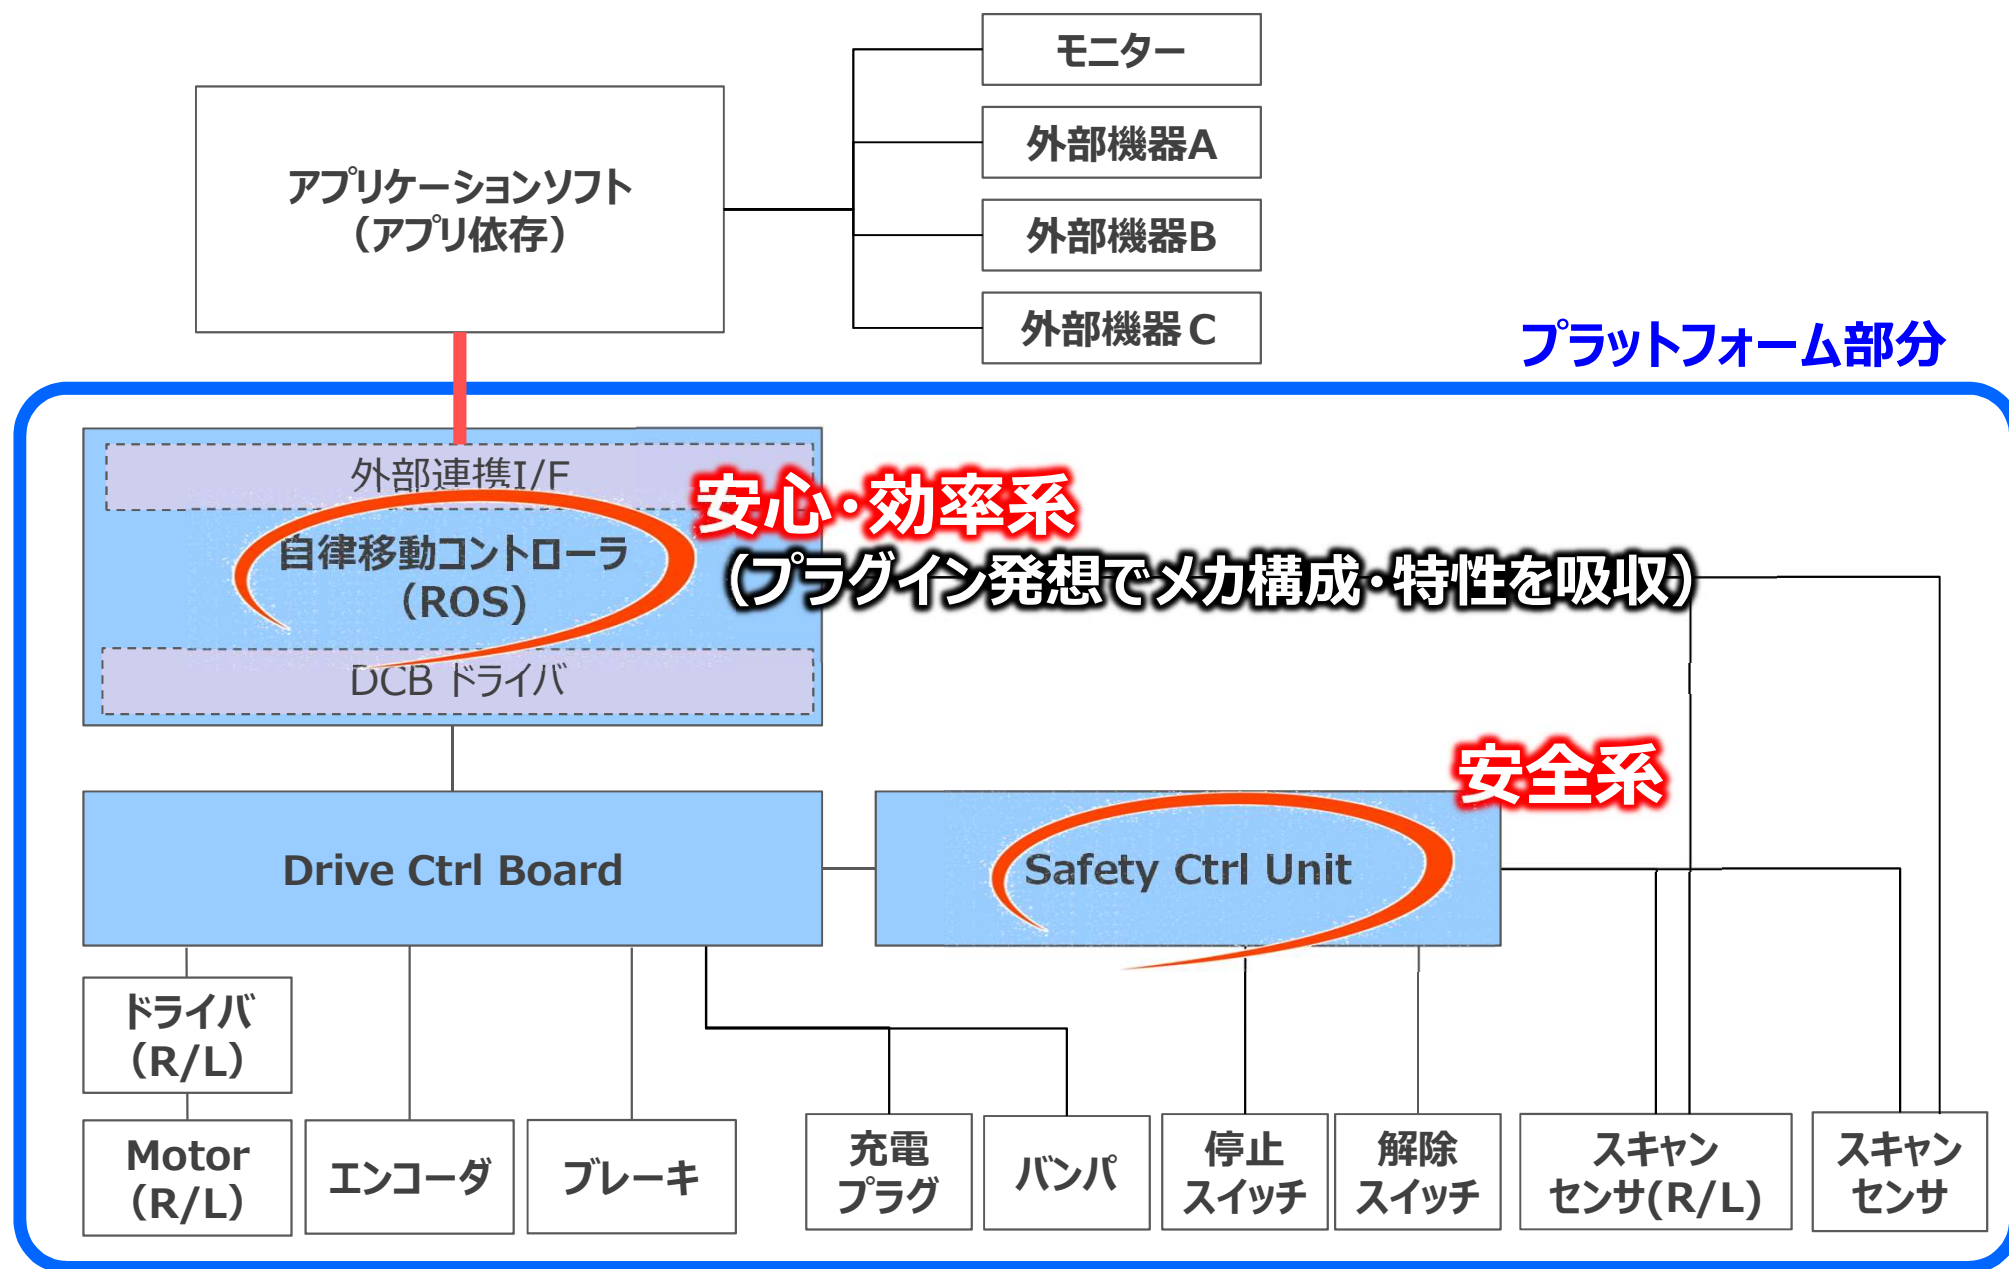 モニター
外部機器A
アプリケーションソフト
（アプリ依存）
外部機器B
外部機器C
プラットフォーム部分
外部連携I/F
安心・効率系
自律移動コントローラ
（ROS)
（プラグイン発想でメカ構成・特性を吸収）
DCB ドライバ
安全系
Drive Ctrl Board
Safety Ctrl Unit
ドライバ
（R/L）
Motor
（R/L）
エンコーダ
ブレーキ
充電
プラグ
バンパ
停止
スイッチ
解除
スイッチ
スキャン
センサ(R/L)
スキャン
センサ